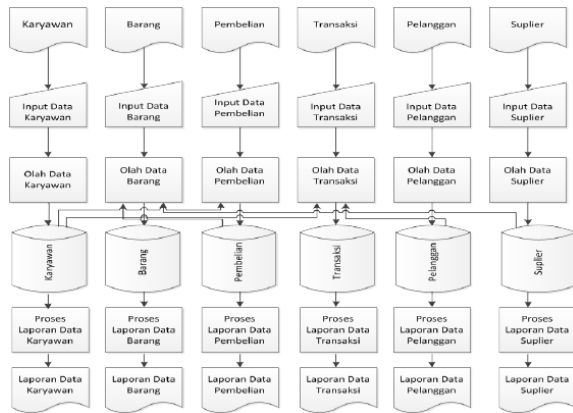 Karyawan
Barang
Pembelian
Transaksi
Pelanggan
Suplier
Input Data
Karyawan
Input Data
Barang
Input Data
Pembelian
Input Data
Transaksi
Input Data
Pelanggan
Input Data
Suplier
Olah Data
Karyawan
Olah Data
Barang
Olah Data
Pembelian
Olah Data
Transaksi
Olah Data
Pelanggan
Olah Data
Suplier
Karyawan
Barang
Pembelian
Transaksi
Pelanggan
Suplier
Proses
Laporan Data
Karyawan
Proses
Laporan Data
Barang
Proses
Laporan Data
Pembelian
Proses
Laporan Data
Transaksi
Proses
Laporan Data
Pelanggan
Proses
Laporan Data
Suplier
Laporan Data
Karyawan
Laporan Data
Barang
Laporan Data
Pembelian
Laporan Data
Transaksi
Laporan Data
Pelanggan
Laporan Data
Suplier